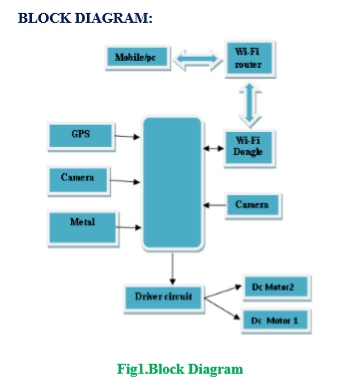 BLOCK DIAGRAM:
Mobile/pc
Wi-Fi
router
GPS
Wi-Fi
Dongle
Camera
Camera
Metal
Driver circuit
Dc Motor2
Dc Motor 1
Fig1.Block Diagram